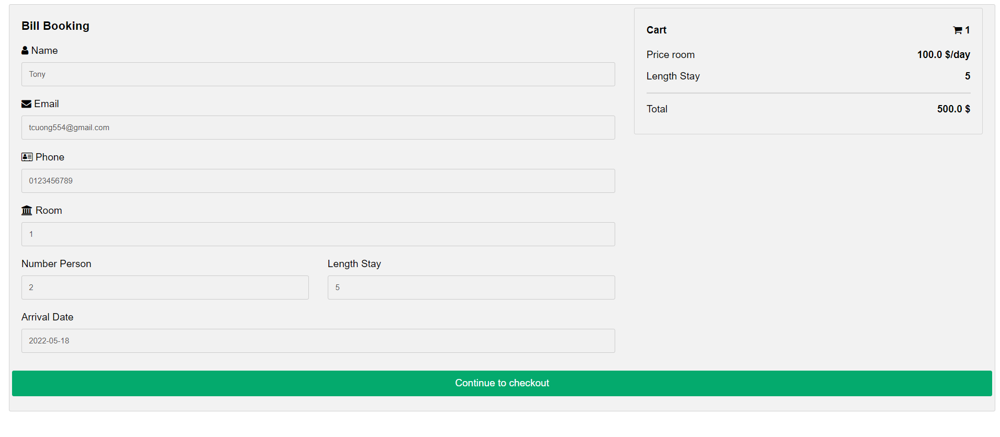 Bill Booking
Name
Tony
Email
tcuong554@gmail.com
Phone
0123456789
Room
1
Number Person
2
Length Stay
5
Arrival Date
2022-05-18
Cart 1
Price room 100.0 $/day
Length Stay 5
Total 500.0 $
Continue to checkout